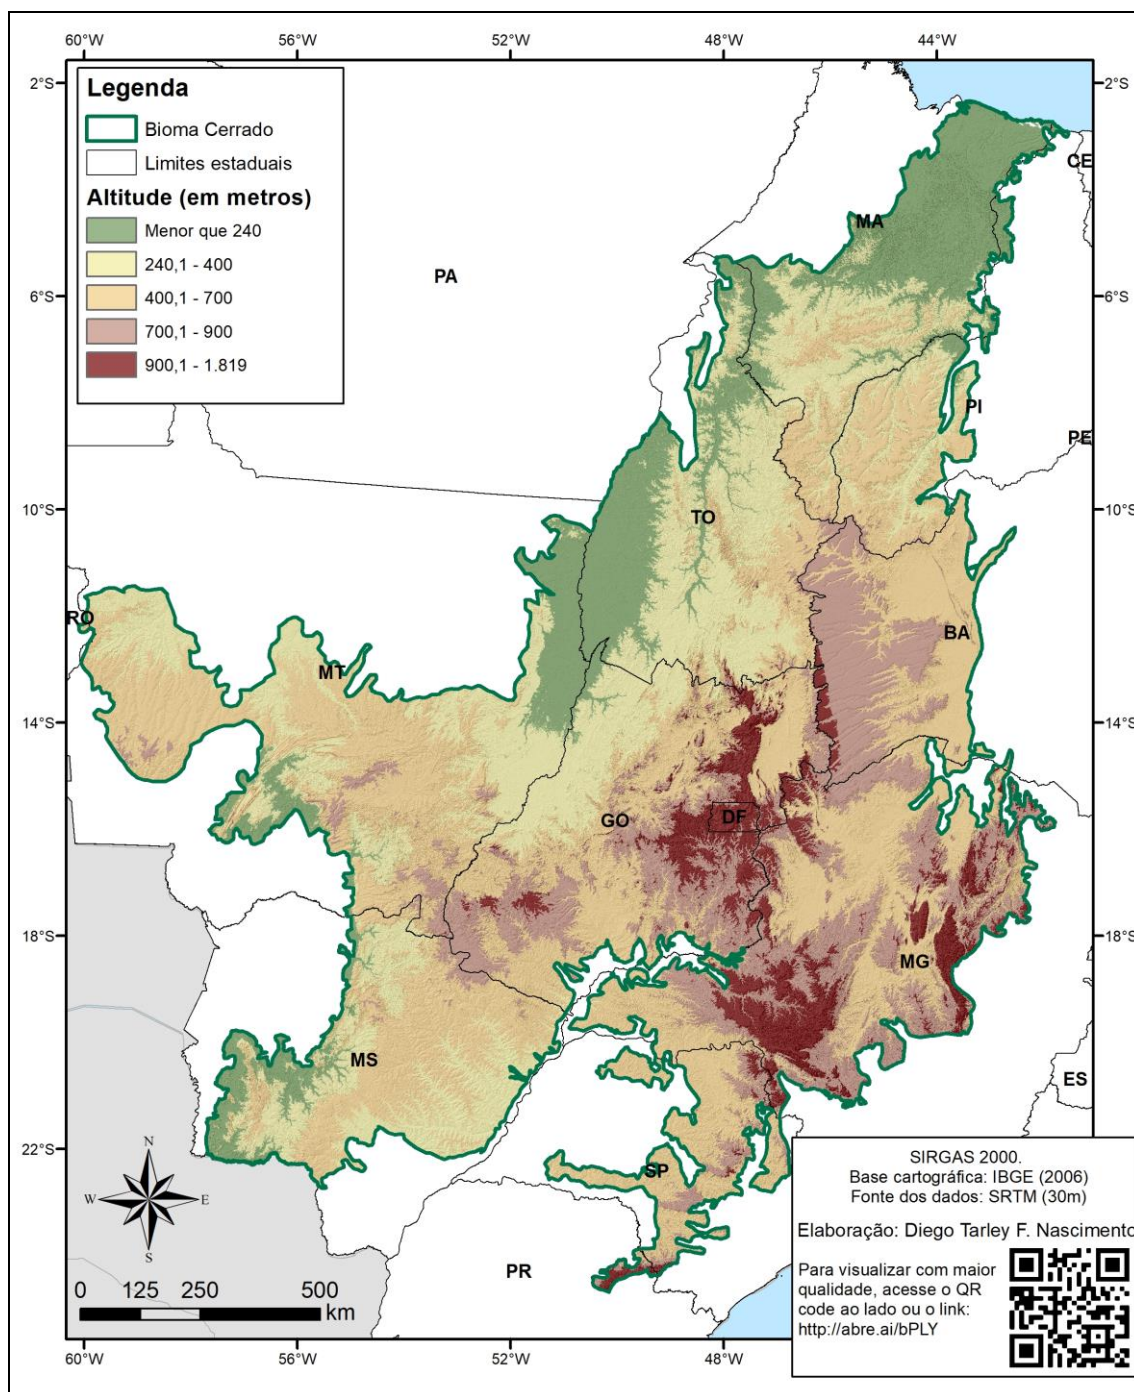 60°W 56°W 52°W 48°W 44°W
2°S 2°S
Legenda
Bioma Cerrado
Limites estaduais
Altitude (em metros)
Menor que 240
240,1 - 400
400,1 - 700
700,1 - 900
900,1 - 1.819
CE
MA
PA
6°S 6°S
PI
PE
10°S 10°S
TO
RO
BA
MT
14°S 14°S
GO
DF
18°S 18°S
MG
MS
ES
22°S
SP
PR
N
W E
S
0 125 250 500
km
SIRGAS 2000.
Base cartográfica: IBGE (2006)
Fonte dos dados: SRTM (30m)
Elaboração: Diego Tarley F. Nascimento
Para visualizar com maior
qualidade, acesse o QR
code ao lado ou o link:
http://abre.ai/bPLY
60°W 56°W 52°W 48°W